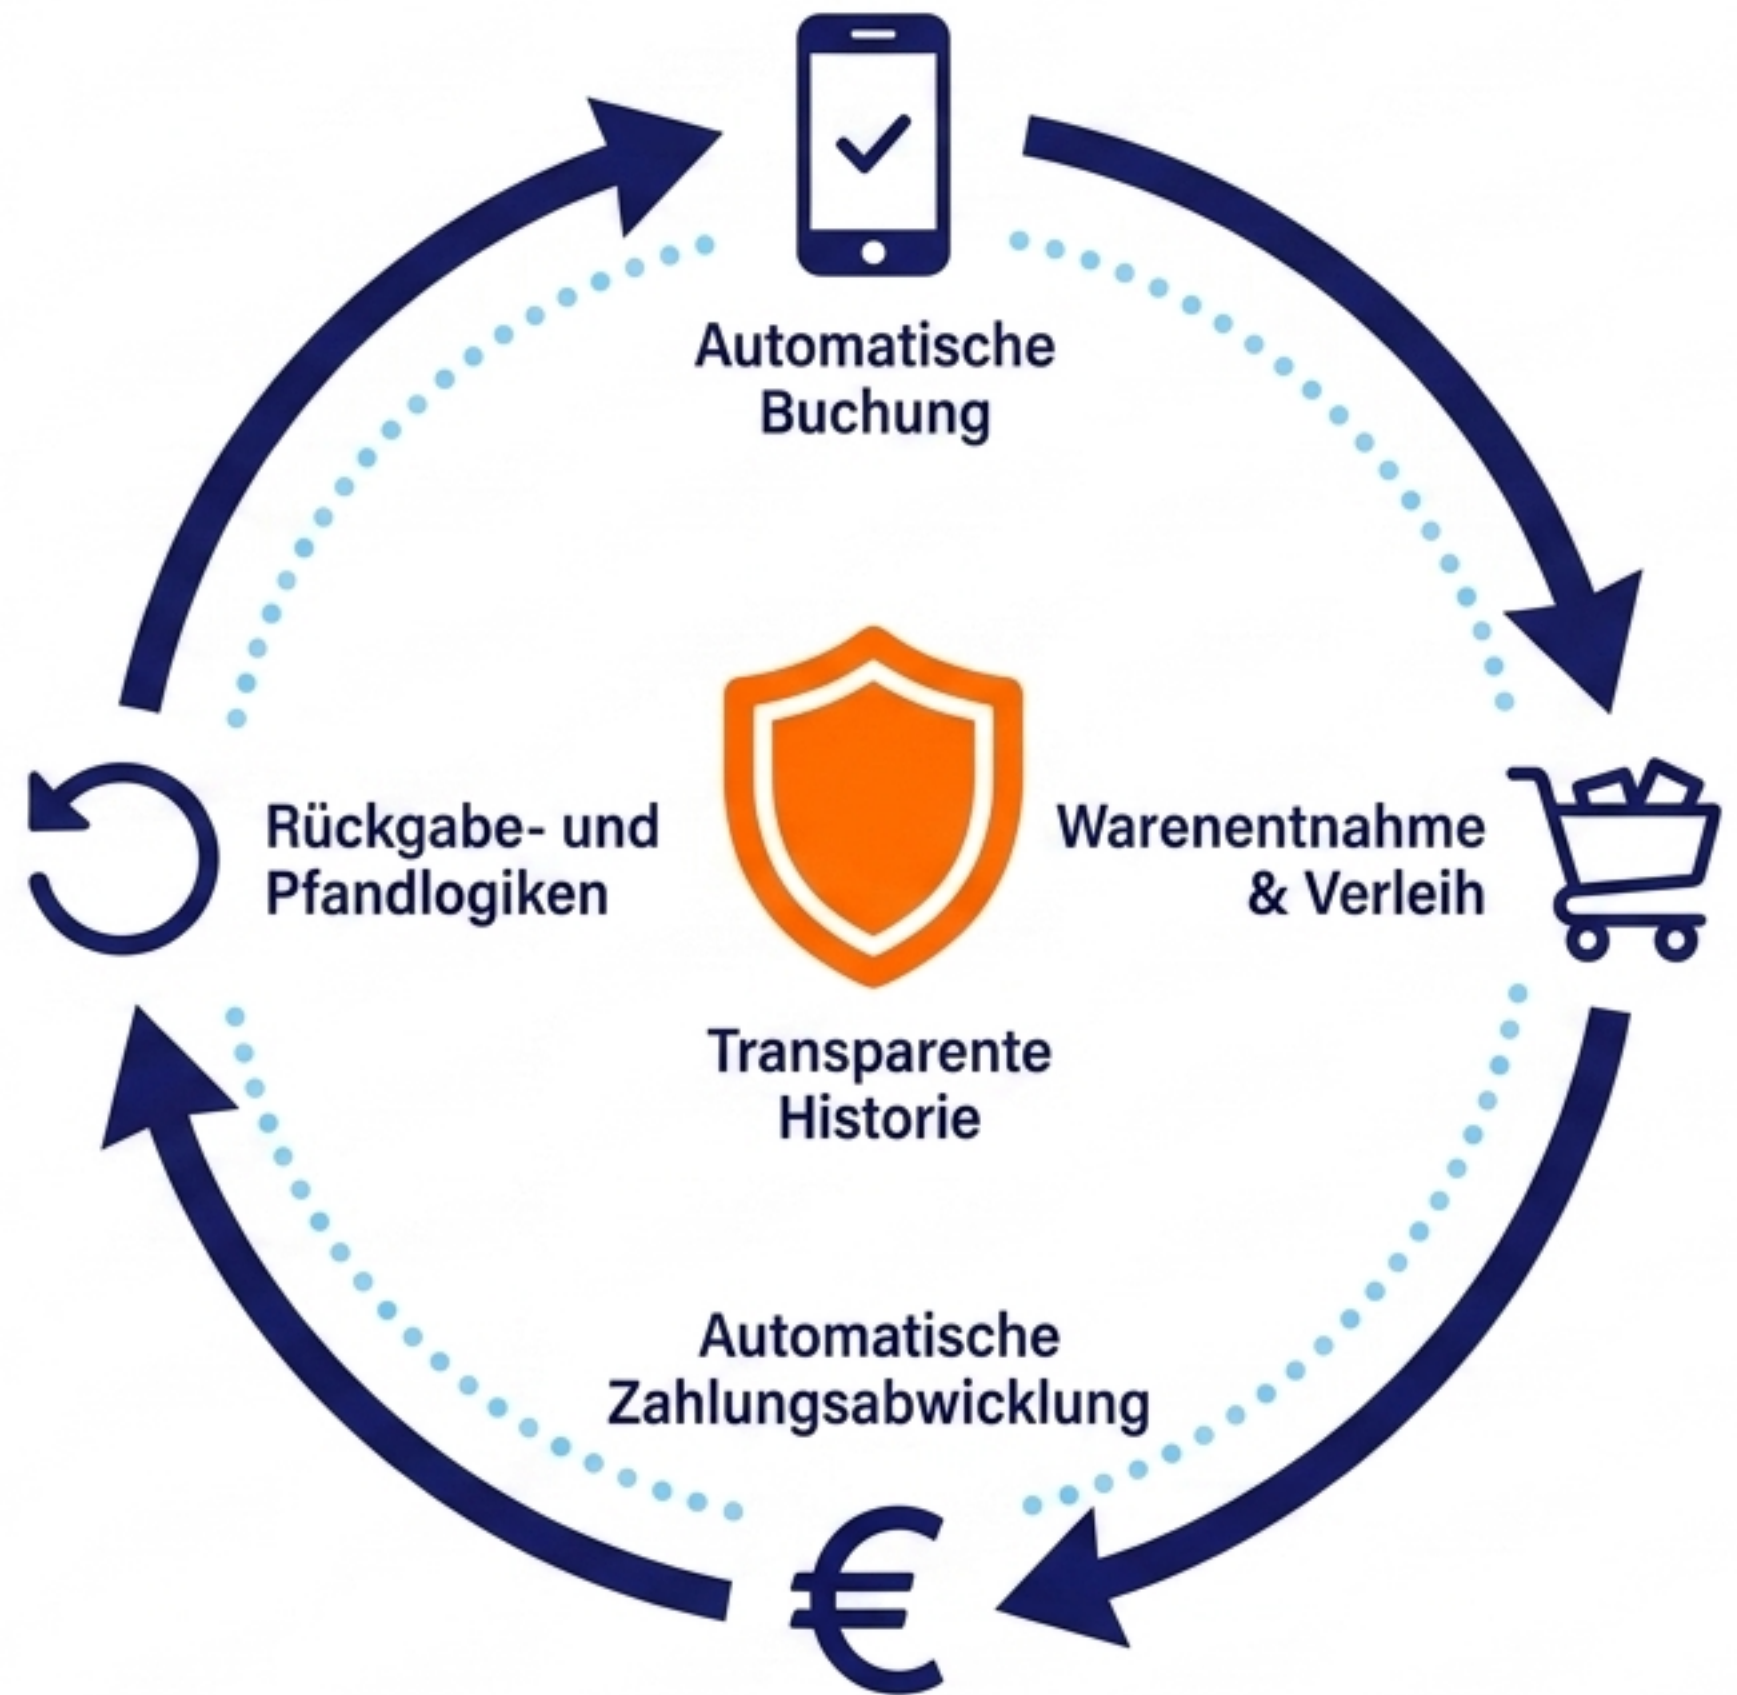 Automatische
Buchung
Rückgabe- und
Pfandlogiken
Warenentnahme
& Verleih
Transparente
Historie
Automatische
Zahlungsabwicklung
€